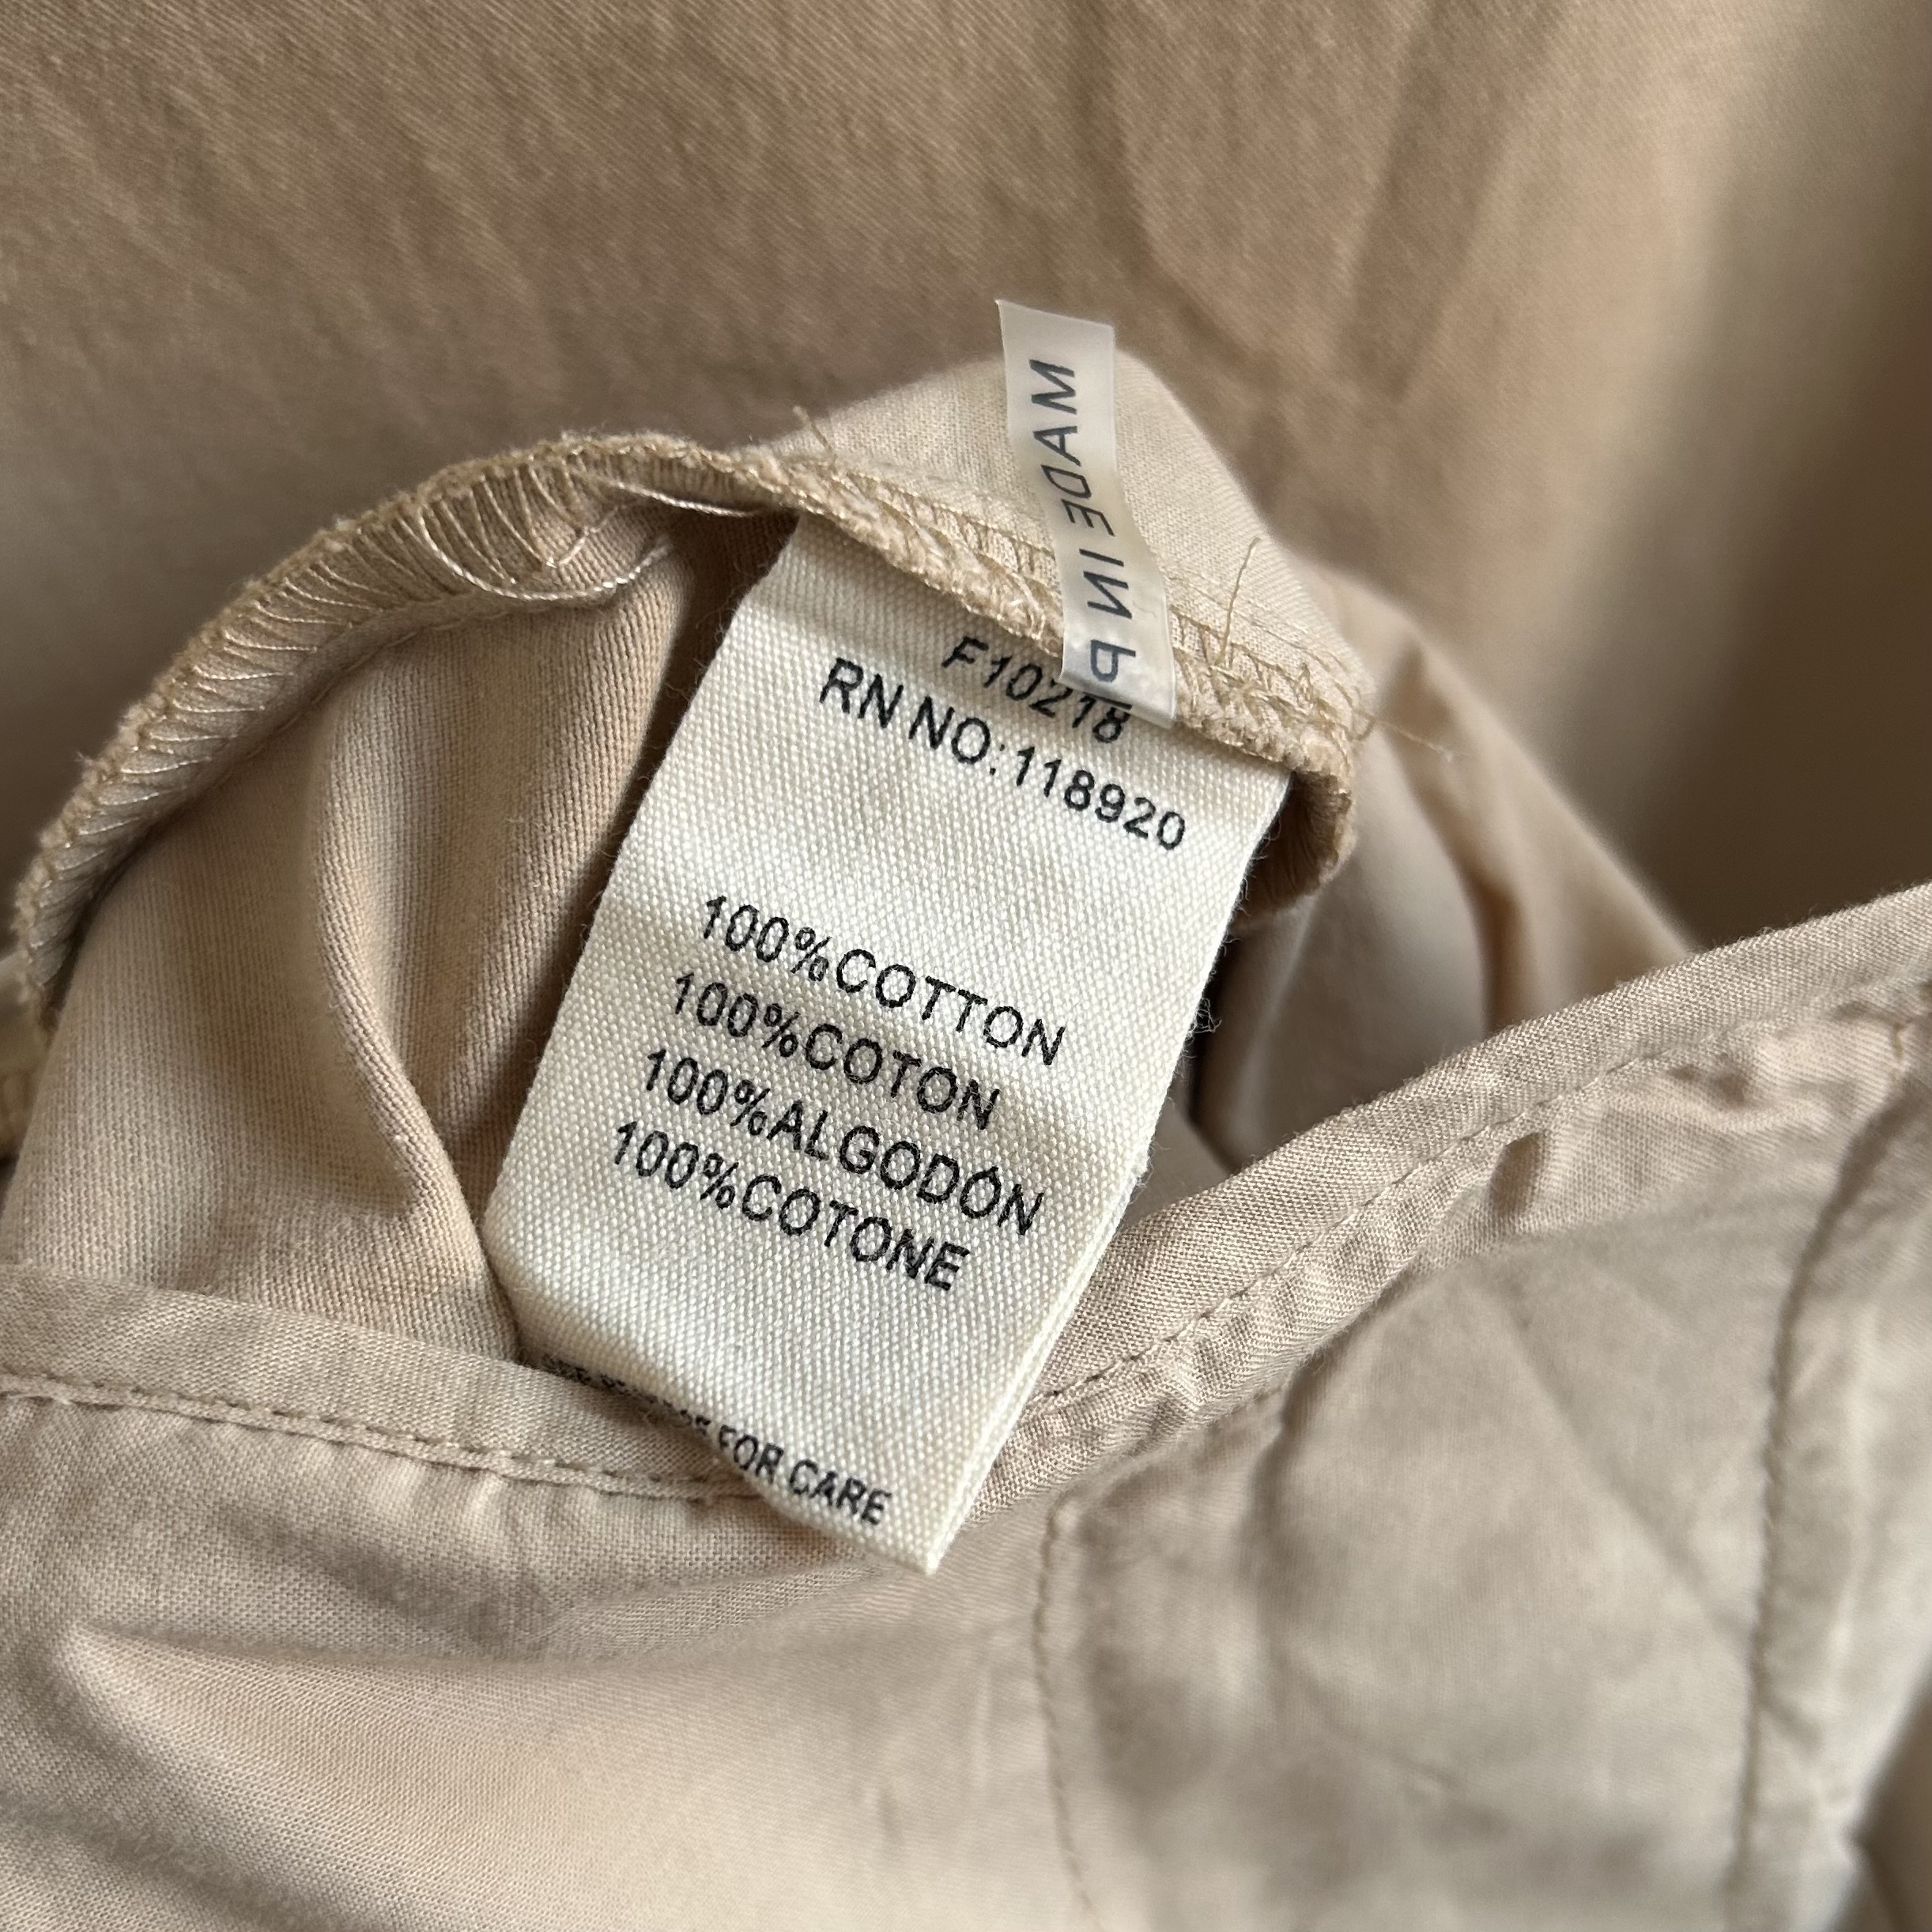 MADE IN P
F10218
RN NO:118920
100%COTTON
100%COTON
100%ALGODÓN
100%COTONE
FOR CARE